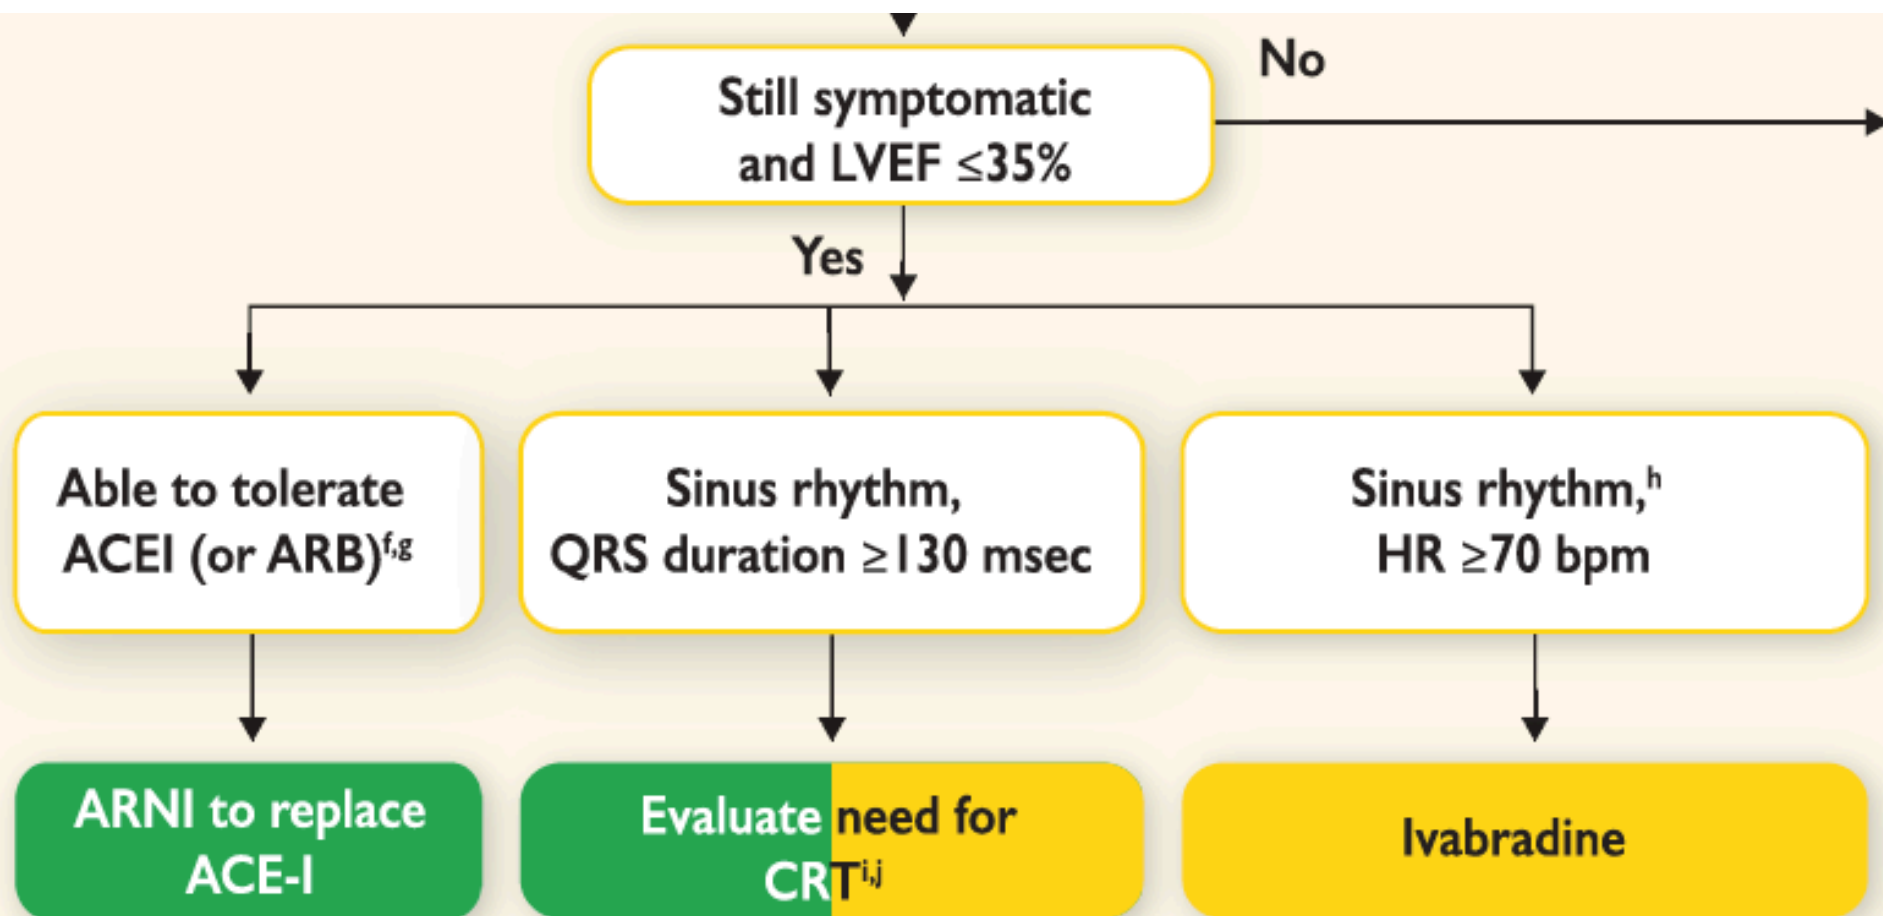 No
Still symptomatic
and LVEF ≤35%
Yes
Able to tolerate
ACEI (or ARB)f,g
Sinus rhythm,
QRS duration ≥130 msec
Sinus rhythm,h
HR ≥70 bpm
ARNI to replace
ACE-I
Evaluate need for
CRTi,j
Ivabradine